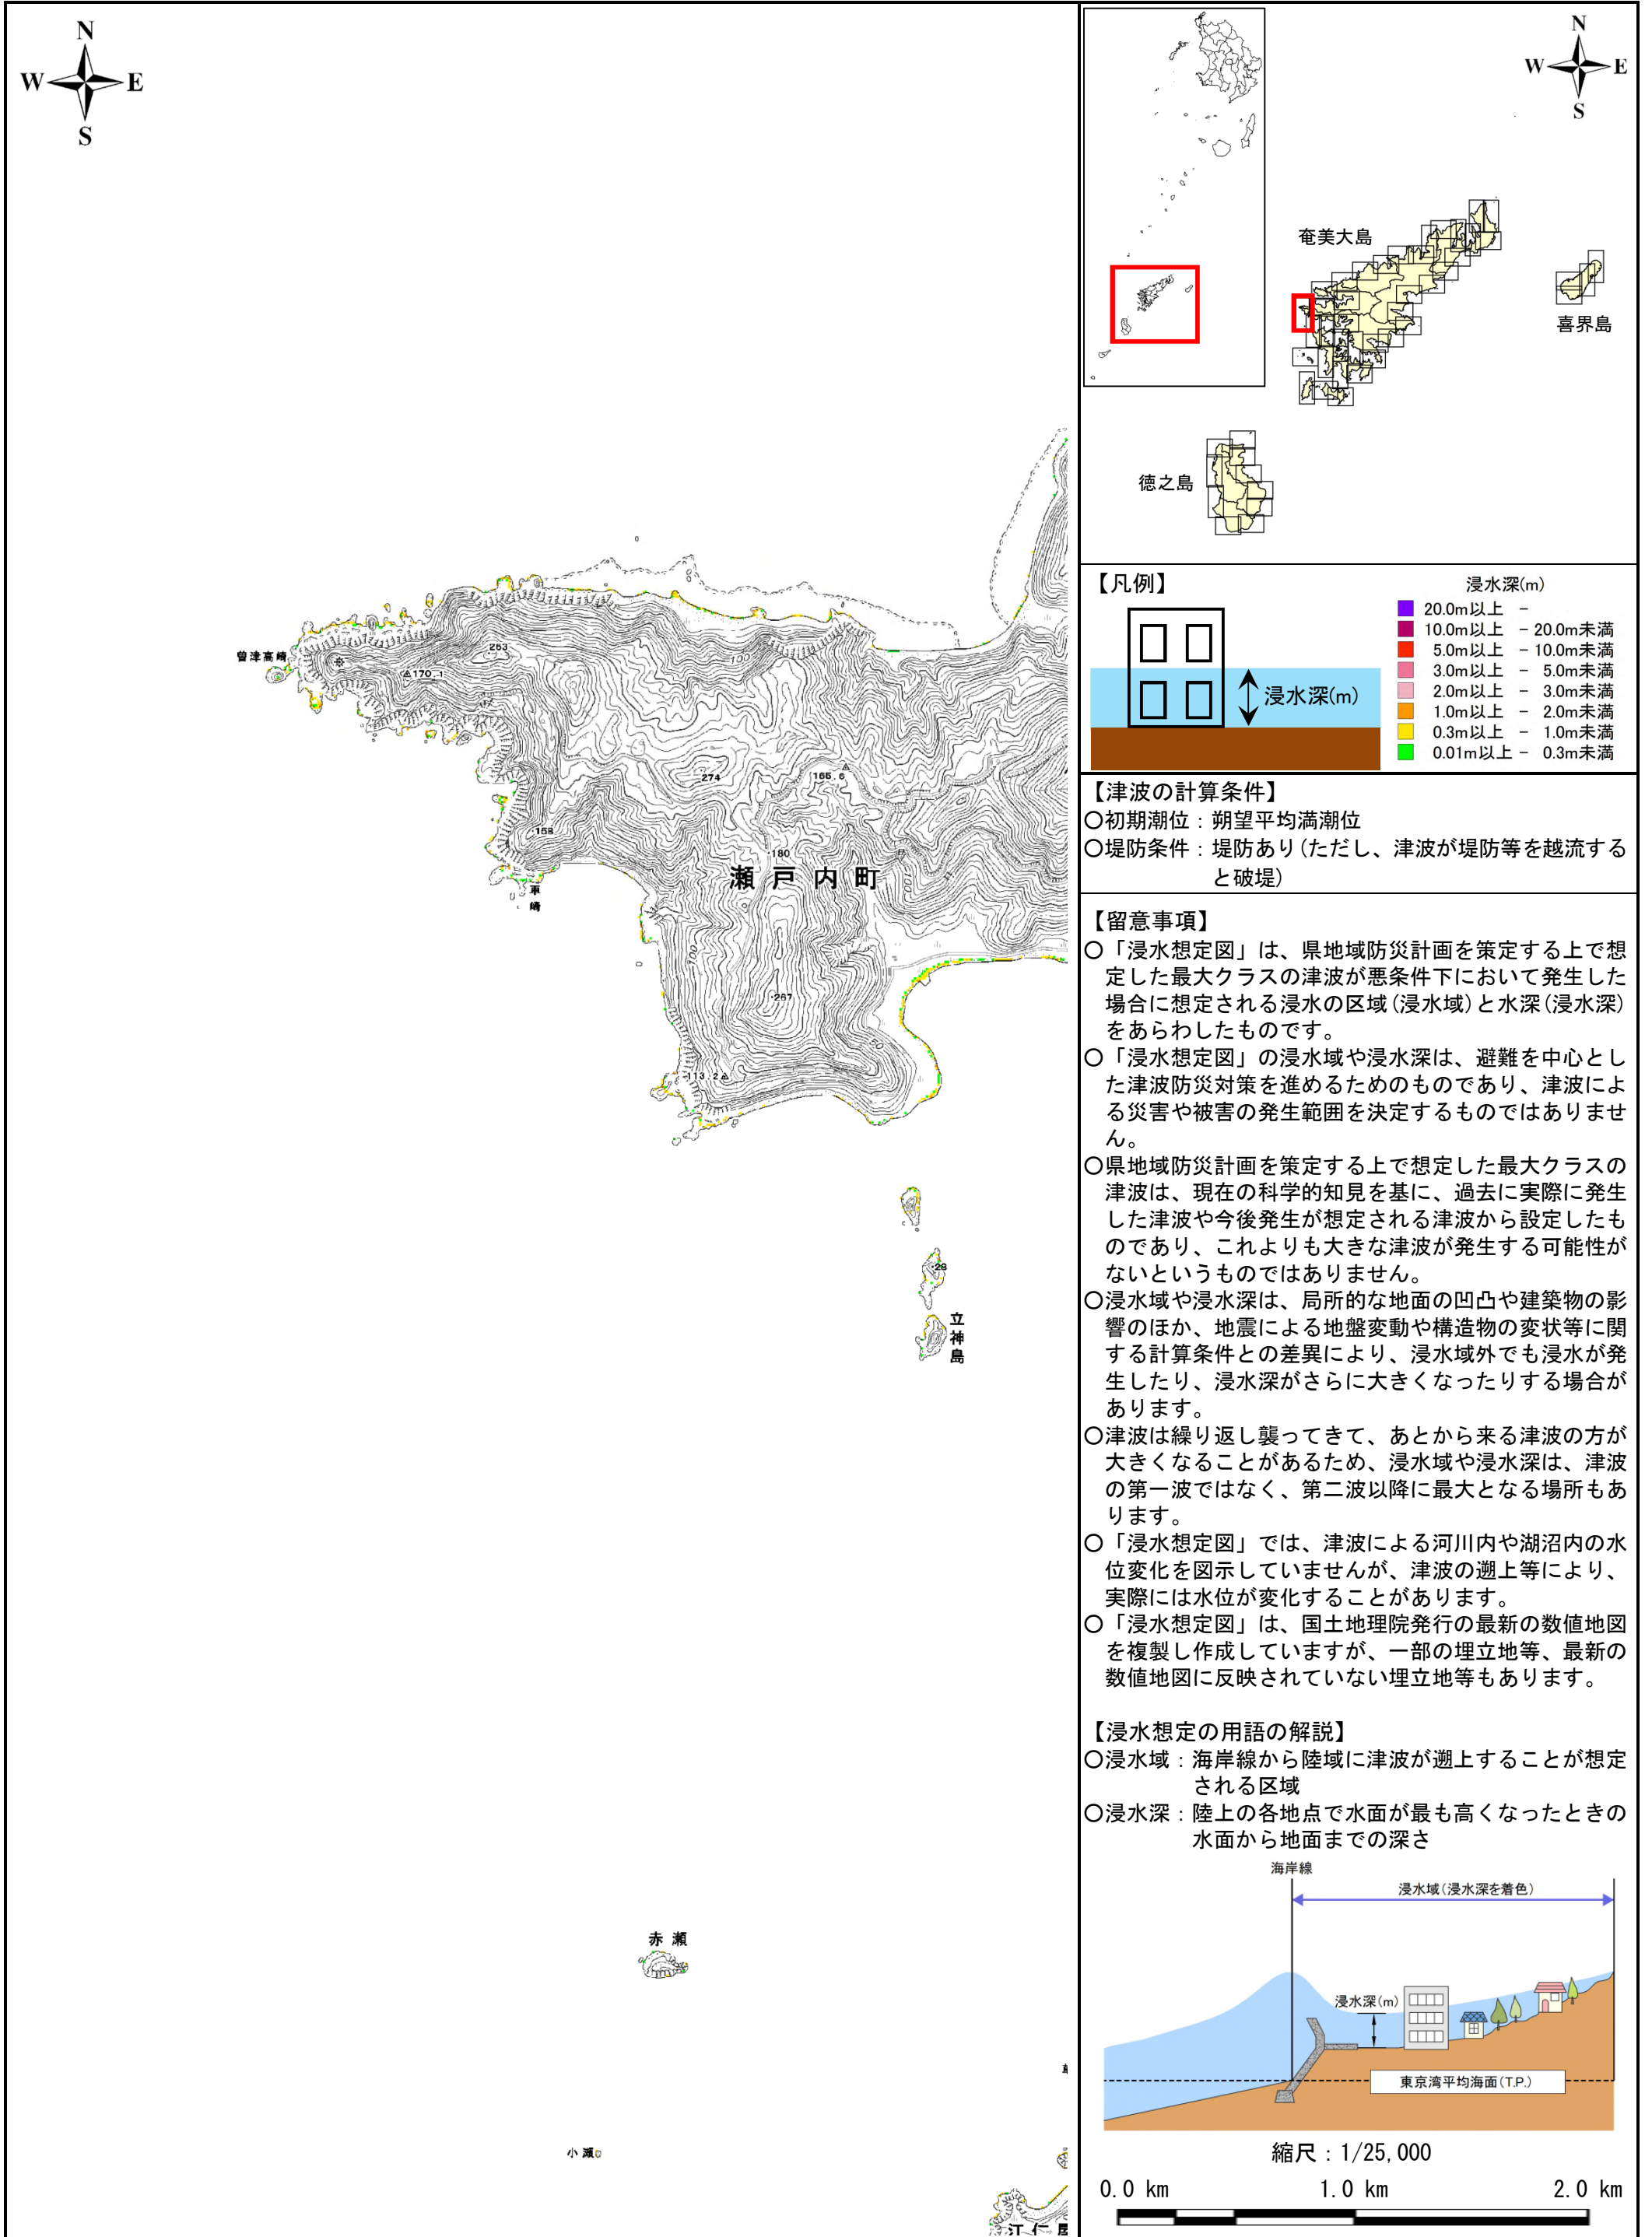 N
W E
S
曽津高崎
263
170.1
100
274
166.6
158
180
瀬戸内町
車崎
100
100
267
50
113.2
28
立神島
赤瀬
小瀬
江仁屋
N
W E
S
奄美大島
喜界島
徳之島
【凡例】
浸水深(m)
浸水深(m)
20.0m以上 -
10.0m以上 - 20.0m未満
5.0m以上 - 10.0m未満
3.0m以上 - 5.0m未満
2.0m以上 - 3.0m未満
1.0m以上 - 2.0m未満
0.3m以上 - 1.0m未満
0.01m以上 - 0.3m未満
【津波の計算条件】
○初期潮位：朔望平均満潮位
○堤防条件：堤防あり(ただし、津波が堤防等を越流する
と破堤)
【留意事項】
○「浸水想定図」は、県地域防災計画を策定する上で想
定した最大クラスの津波が悪条件下において発生した
場合に想定される浸水の区域(浸水域)と水深(浸水深)
をあらわしたものです。
○「浸水想定図」の浸水域や浸水深は、避難を中心とし
た津波防災対策を進めるためのものであり、津波によ
る災害や被害の発生範囲を決定するものではありませ
ん。
○県地域防災計画を策定する上で想定した最大クラスの
津波は、現在の科学的知見を基に、過去に実際に発生
した津波や今後発生が想定される津波から設定したも
のであり、これよりも大きな津波が発生する可能性が
ないというものではありません。
○浸水域や浸水深は、局所的な地面の凹凸や建築物の影
響のほか、地震による地盤変動や構造物の変状等に関
する計算条件との差異により、浸水域外でも浸水が発
生したり、浸水深がさらに大きくなったりする場合が
あります。
○津波は繰り返し襲ってきて、あとから来る津波の方が
大きくなることがあるため、浸水域や浸水深は、津波
の第一波ではなく、第二波以降に最大となる場所もあ
ります。
○「浸水想定図」では、津波による河川内や湖沼内の水
位変化を図示していませんが、津波の遡上等により、
実際には水位が変化することがあります。
○「浸水想定図」は、国土地理院発行の最新の数値地図
を複製し作成していますが、一部の埋立地等、最新の
数値地図に反映されていない埋立地等もあります。
【浸水想定の用語の解説】
○浸水域：海岸線から陸域に津波が遡上することが想定
される区域
○浸水深：陸上の各地点で水面が最も高くなったときの
水面から地面までの深さ
海岸線
浸水域(浸水深を着色)
浸水深(m)
東京湾平均海面(T.P.)
縮尺：1/25,000
0.0 km 1.0 km 2.0 km